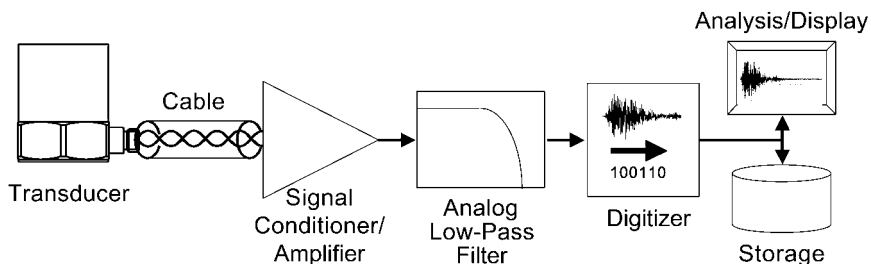 Analysis/Display
Cable
Transducer
Signal
Conditioner/
Amplifier
Analog
Low-Pass
Filter
100110
Digitizer
Storage